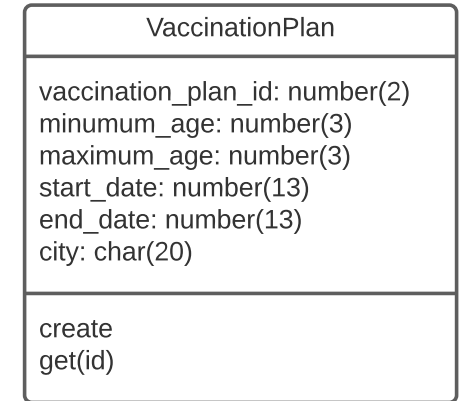 VaccinationPlan
vaccination_plan_id: number(2)
minumum_age: number(3)
maximum_age: number(3)
start_date: number(13)
end_date: number(13)
city: char(20)
create
get(id)